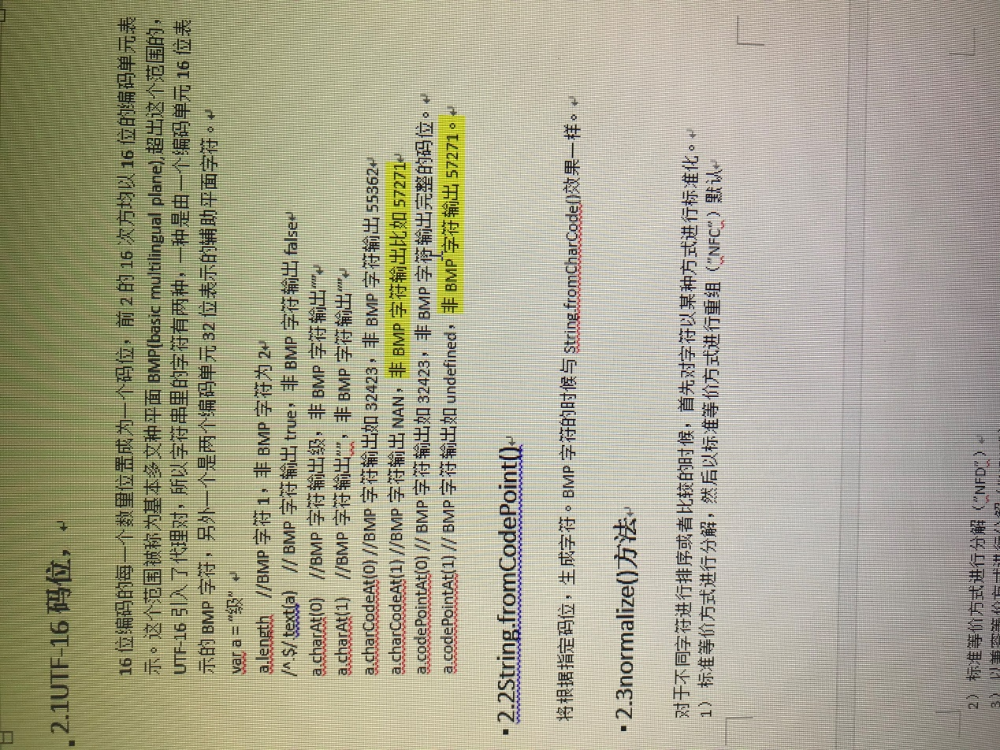 2.1UTF-16 码位，
16 位编码的每一个数量位置成为一个码位，前 2 的 16 次方均以 16 位的编码单元表
示。这个范围被称为基本多文种平面 BMP(basic multilingual plane),超出这个范围的，
UTF-16 引入了代理对，所以字符串里的字符有两种，一种是由一个编码单元 16 位表
示的 BMP 字符，另外一个是两个编码单元 32 位表示的辅助平面字符。
var a = “级”
a.length //BMP 字符 1，非 BMP 字符为 2
/^.$/ text(a) // BMP 字符输出 true，非 BMP 字符输出 false
a.charAt(0) //BMP 字符输出级，非 BMP 字符输出“”
a.charAt(1) //BMP 字符输出“”，非 BMP 字符输出“”
a.charCodeAt(0) //BMP 字符输出如 32423，非 BMP 字符输出 55362
a.charCodeAt(1) //BMP 字符输出 NAN，非 BMP 字符输出比如 57271
a.codePointAt(0) // BMP 字符输出如 32423，非 BMP 字符输出完整的码位。
a.codePointAt(1) // BMP 字符输出如 undefined，非 BMP 字符输出 57271。
2.2String.fromCodePoint()
将根据指定码位，生成字符。BMP 字符的时候与 String.fromCharCode()效果一样。
2.3normalize()方法
对于不同字符进行排序或者比较的时候，首先对字符以某种方式进行标准化。
1） 标准等价方式进行分解，然后以标准等价方式进行重组（“NFC”）默认
2） 标准等价方式进行分解（“NFD”）
3） 以兼容等价方式进行分解